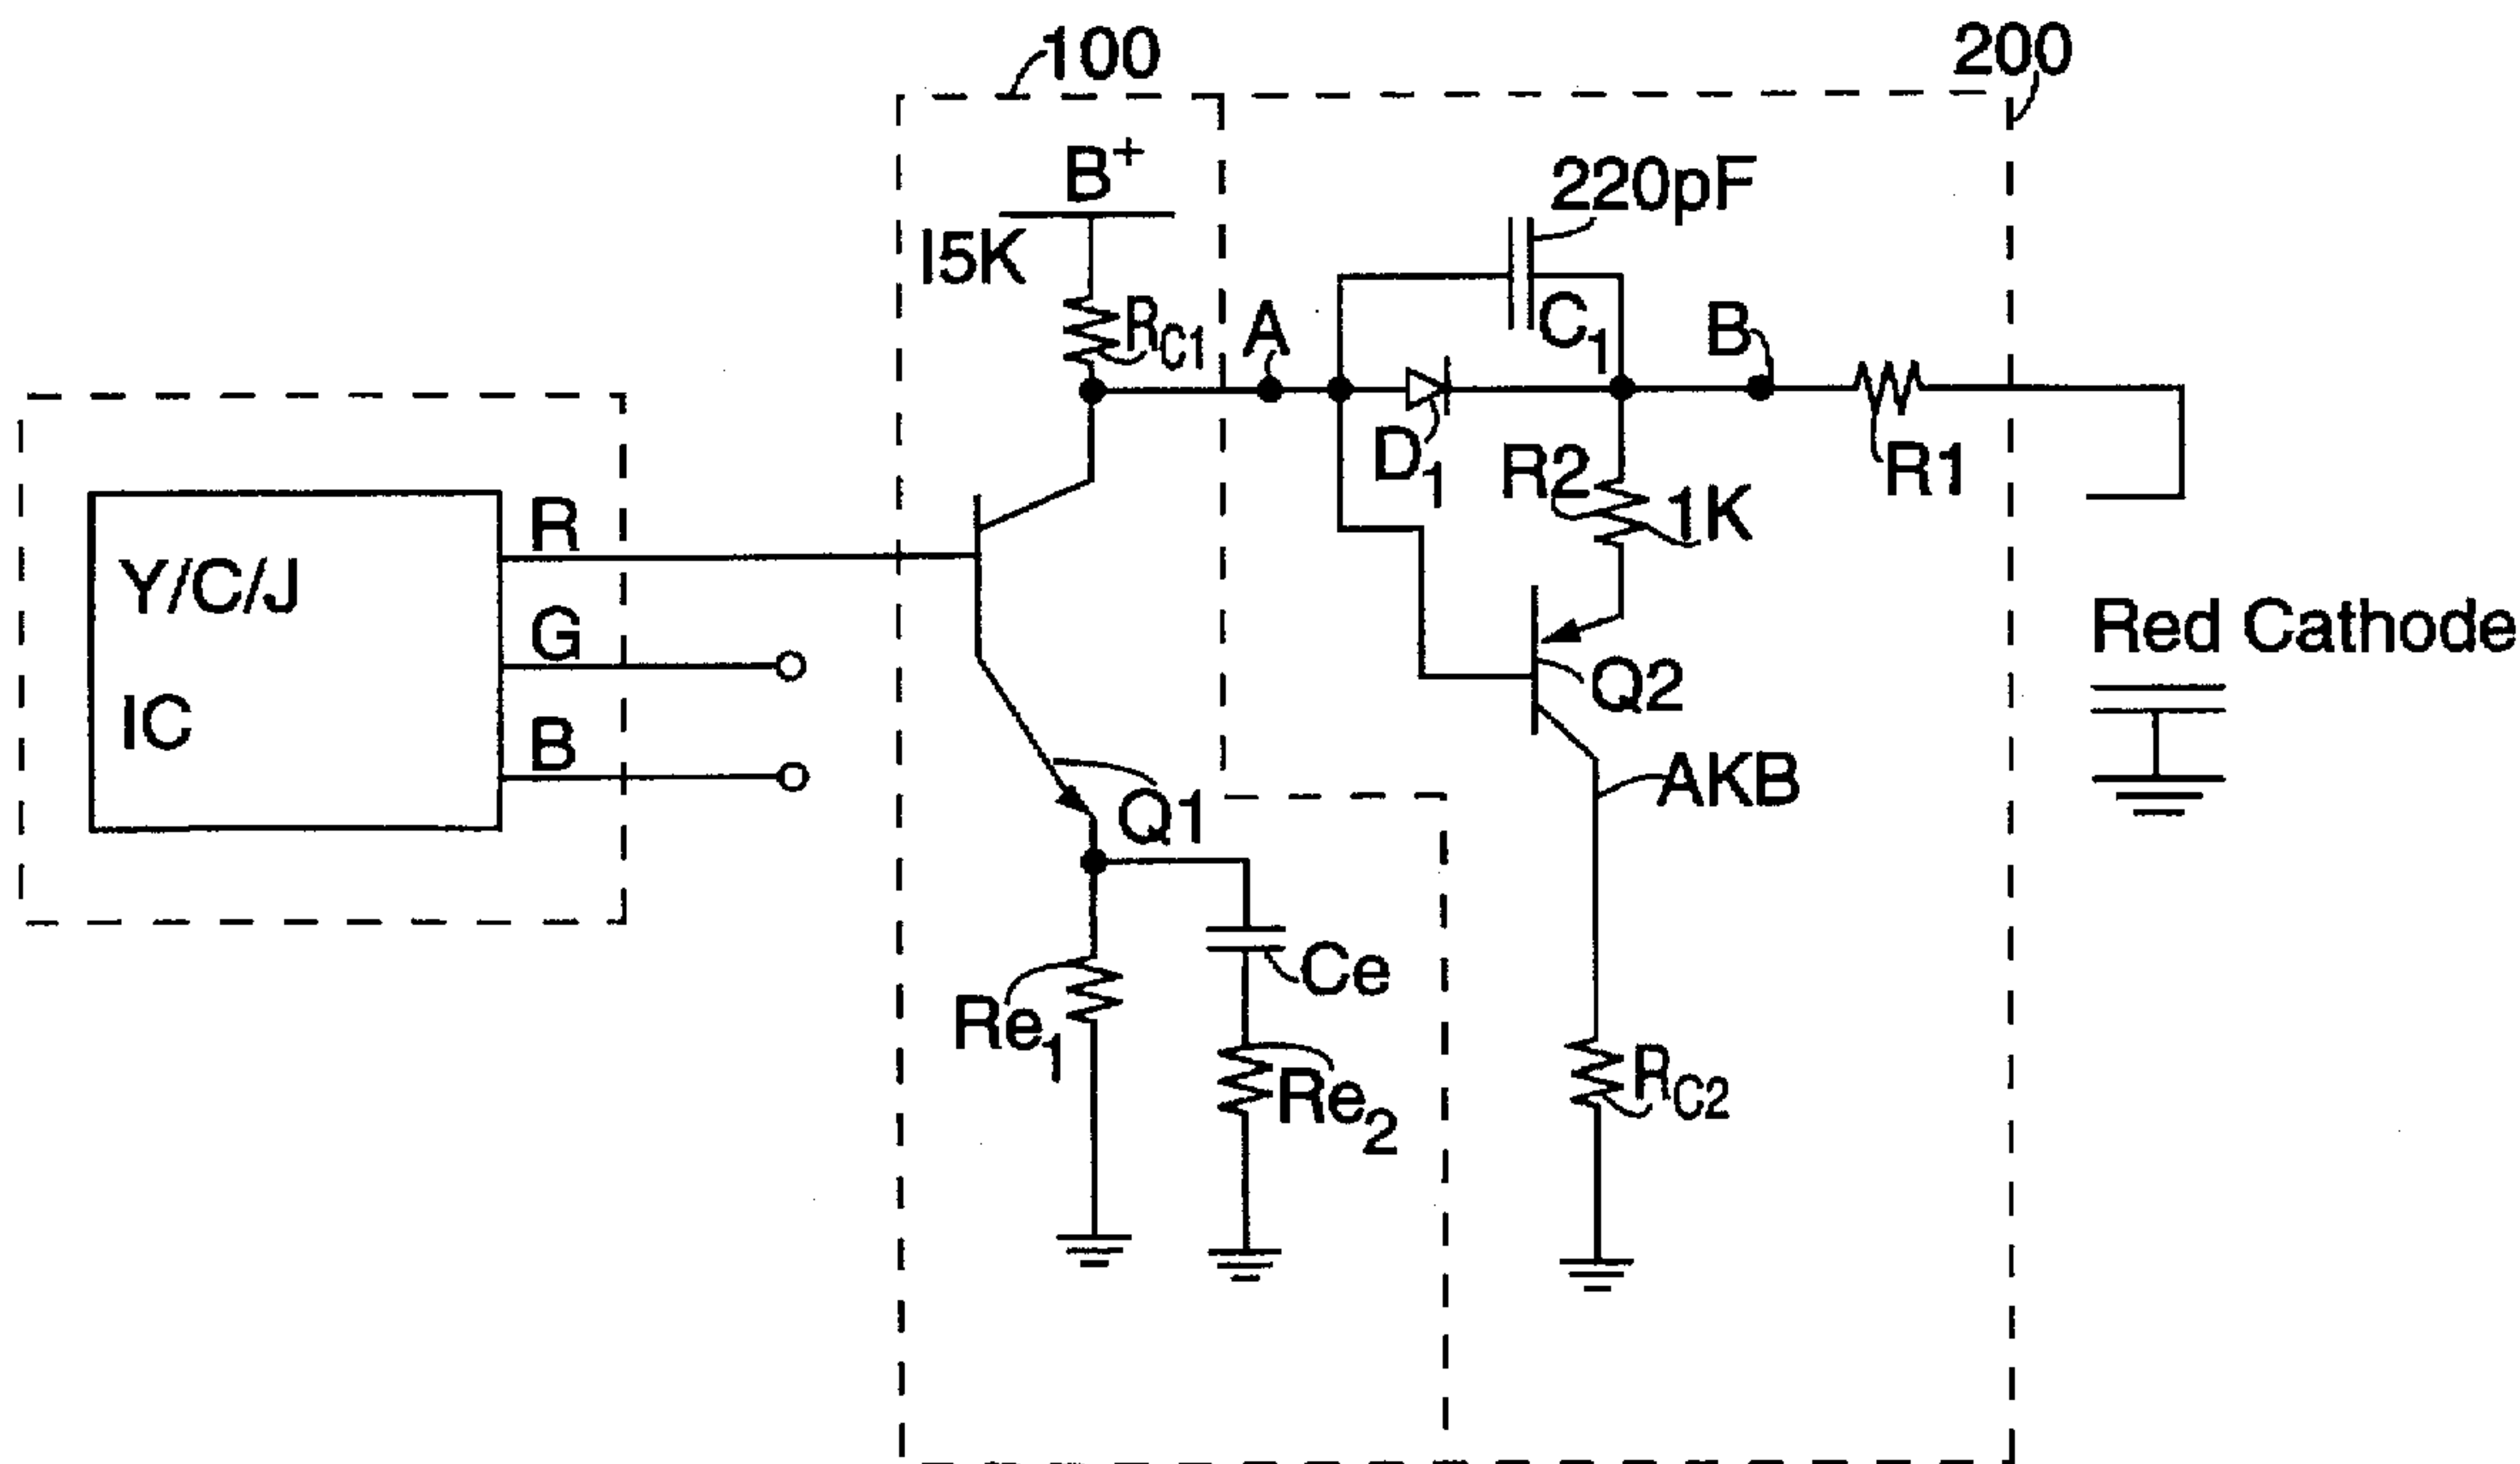 100
200
B+
220pF
I5K
RC1
A
C1
B
D1
R2
1K
R1
R
Y/C/J
G
IC
B
Red Cathode
Q2
AKB
Q1
Ce
Re1
Re2
RC2